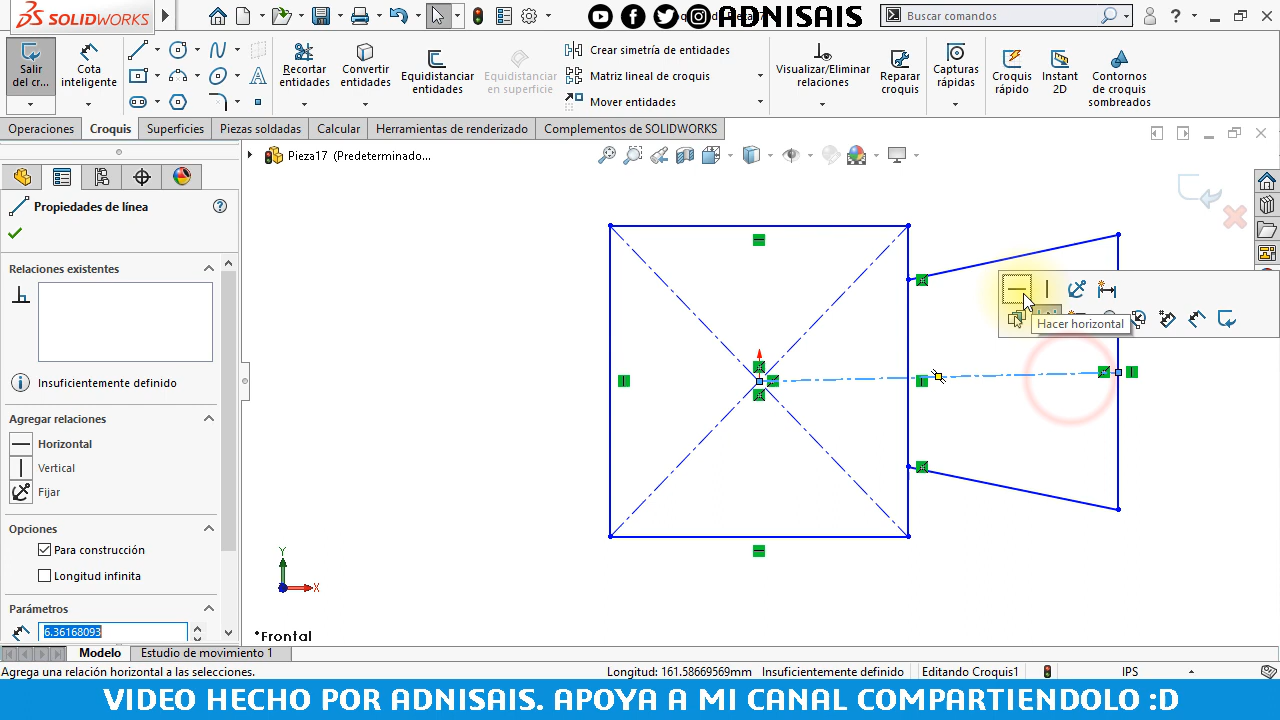 SOLIDWORKS
ADNISAIS
Buscar comandos
Salir del cr...
Cota inteligente
Recortar entidades
Convertir entidades
Equidistanciar entidades
Equidistanciar en superficie
Crear simetría de entidades
Matriz lineal de croquis
Mover entidades
Visualizar/Eliminar relaciones
Reparar croquis
Capturas rápidas
Croquis rápido
Instant 2D
Contornos de croquis sombreados
Operaciones
Croquis
Superficies
Piezas soldadas
Calcular
Herramientas de renderizado
Complementos de SOLIDWORKS
Pieza17 (Predeterminado...
Propiedades de línea
Relaciones existentes
Insuficientemente definido
Agregar relaciones
Horizontal
Vertical
Fijar
Opciones
Para construcción
Longitud infinita
Parámetros
6.36168093
Hacer horizontal
Y
X
*Frontal
Modelo
Estudio de movimiento 1
Agrega una relación horizontal a las selecciones.
Longitud: 161.58669569mm
Insuficientemente definido
Editando Croquis1
IPS
VIDEO HECHO POR ADNISAIS. APOYA A MI CANAL COMPARTIENDOLO :D